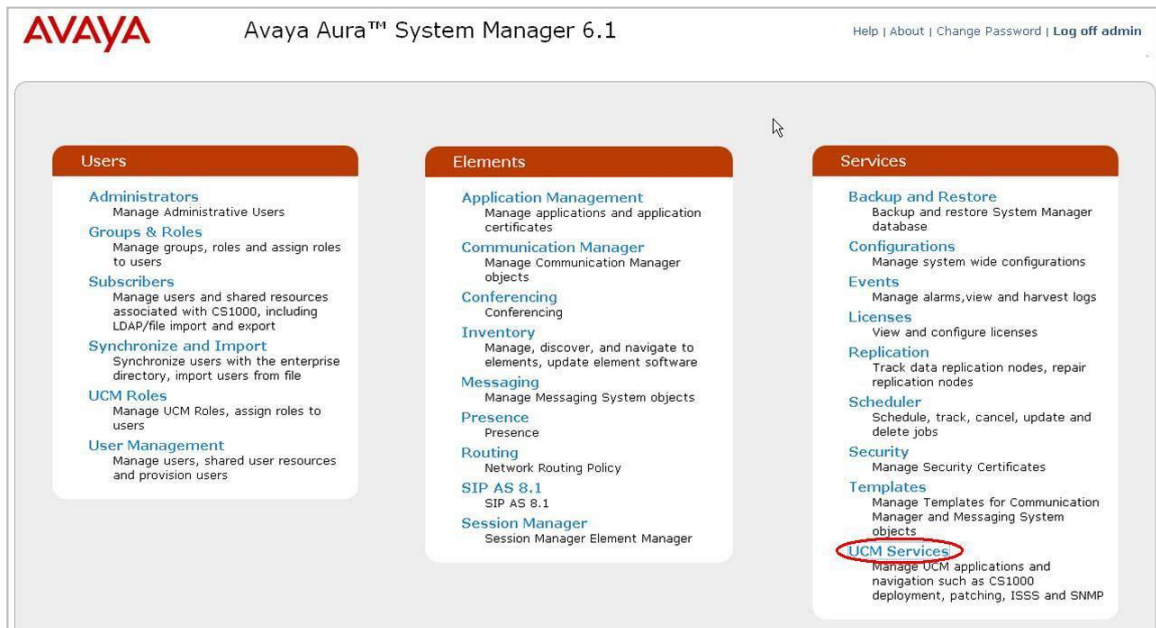 AVAYA
Avaya Aura™ System Manager 6.1
Help | About | Change Password | Log off admin
Users
Administrators
Manage Administrative Users
Groups & Roles
Manage groups, roles and assign roles
to users
Subscribers
Manage users and shared resources
associated with CS1000, including
LDAP/file import and export
Synchronize and Import
Synchronize users with the enterprise
directory, import users from file
UCM Roles
Manage UCM Roles, assign roles to
users
User Management
Manage users, shared user resources
and provision users
Elements
Application Management
Manage applications and application
certificates
Communication Manager
Manage Communication Manager
objects
Conferencing
Conferencing
Inventory
Manage, discover, and navigate to
elements, update element software
Messaging
Manage Messaging System objects
Presence
Presence
Routing
Network Routing Policy
SIP AS 8.1
SIP AS 8.1
Session Manager
Session Manager Element Manager
Services
Backup and Restore
Backup and restore System Manager
database
Configurations
Manage system wide configurations
Events
Manage alarms,view and harvest logs
Licenses
View and configure licenses
Replication
Track data replication nodes, repair
replication nodes
Scheduler
Schedule, track, cancel, update and
delete jobs
Security
Manage Security Certificates
Templates
Manage Templates for Communication
Manager and Messaging System
objects
UCM Services
Manage UCM applications and
navigation such as CS1000
deployment, patching, ISSS and SNMP